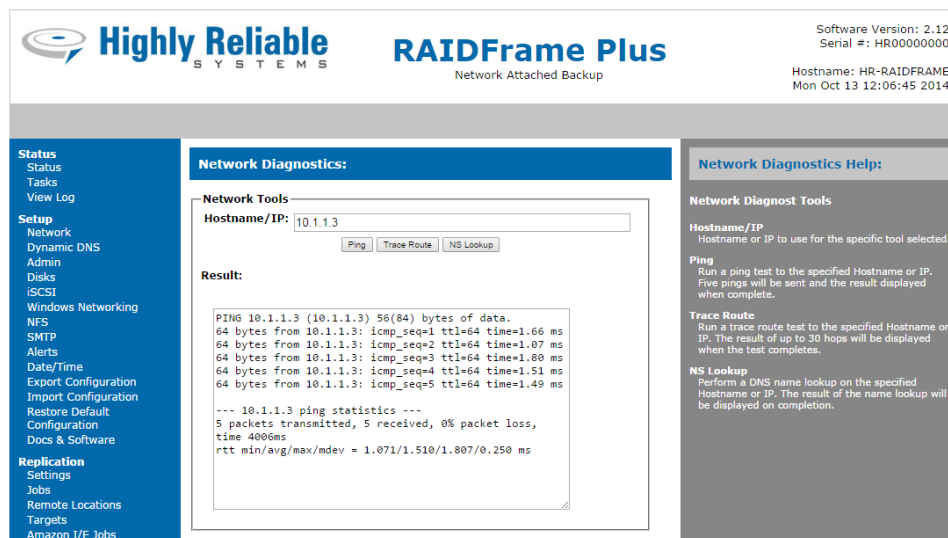 Highly Reliable
SYSTEMS
RAIDFrame Plus
Network Attached Backup
Software Version: 2.12
Serial #: HR00000000
Hostname: HR-RAIDFRAME
Mon Oct 13 12:06:45 2014
Status
Status
Tasks
View Log
Setup
Network
Dynamic DNS
Admin
Disks
iSCSI
Windows Networking
NFS
SMTP
Alerts
Date/Time
Export Configuration
Import Configuration
Restore Default
Configuration
Docs & Software
Replication
Settings
Jobs
Remote Locations
Targets
Amazon I/E Jobs
Network Diagnostics:
Network Tools
Hostname/IP: 10.1.1.3
Ping Trace Route NS Lookup
Result:
PING 10.1.1.3 (10.1.1.3) 56(84) bytes of data.
64 bytes from 10.1.1.3: icmp_seq=1 ttl=64 time=1.66 ms
64 bytes from 10.1.1.3: icmp_seq=2 ttl=64 time=1.07 ms
64 bytes from 10.1.1.3: icmp_seq=3 ttl=64 time=1.80 ms
64 bytes from 10.1.1.3: icmp_seq=4 ttl=64 time=1.51 ms
64 bytes from 10.1.1.3: icmp_seq=5 ttl=64 time=1.49 ms
--- 10.1.1.3 ping statistics ---
5 packets transmitted, 5 received, 0% packet loss,
time 4006ms
rtt min/avg/max/mdev = 1.071/1.510/1.807/0.250 ms
Network Diagnostics Help:
Network Diagnost Tools
Hostname/IP
Hostname or IP to use for the specific tool selected.
Ping
Run a ping test to the specified Hostname or IP.
Five pings will be sent and the result displayed
when complete.
Trace Route
Run a trace route test to the specified Hostname or
IP. The result of up to 30 hops will be displayed
when the test completes.
NS Lookup
Perform a DNS name lookup on the specified
Hostname or IP. The result of the name lookup will
be displayed on completion.